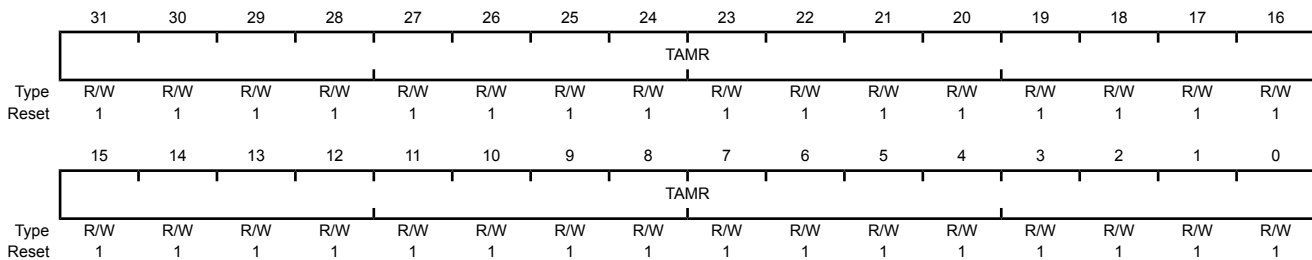 31 30 29 28 27 26 25 24 23 22 21 20 19 18 17 16
TAMR
Type R/W R/W R/W R/W R/W R/W R/W R/W R/W R/W R/W R/W R/W R/W R/W R/W
Reset 1 1 1 1 1 1 1 1 1 1 1 1 1 1 1 1
15 14 13 12 11 10 9 8 7 6 5 4 3 2 1 0
TAMR
Type R/W R/W R/W R/W R/W R/W R/W R/W R/W R/W R/W R/W R/W R/W R/W R/W
Reset 1 1 1 1 1 1 1 1 1 1 1 1 1 1 1 1